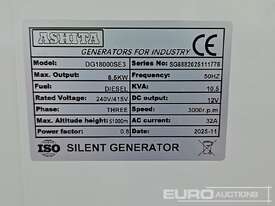 ASHITA
GENERATORS FOR INDUSTRY
CE
Model: DG18000SE3 Series No: SG8882025111778
Max. Output 8.5KW Frequency: 50HZ
Fuel: DIESEL KVA: 10.5
Rated Voltage: 240V/415V DC output: 12V
Phase: THREE Speed: 3000r.p.m
Max. Altitude height: ≤1000m AC current: 32A
Power factor: 0.8 Date: 2025-11
ISO SILENT GENERATOR
EURO AUCTIONS